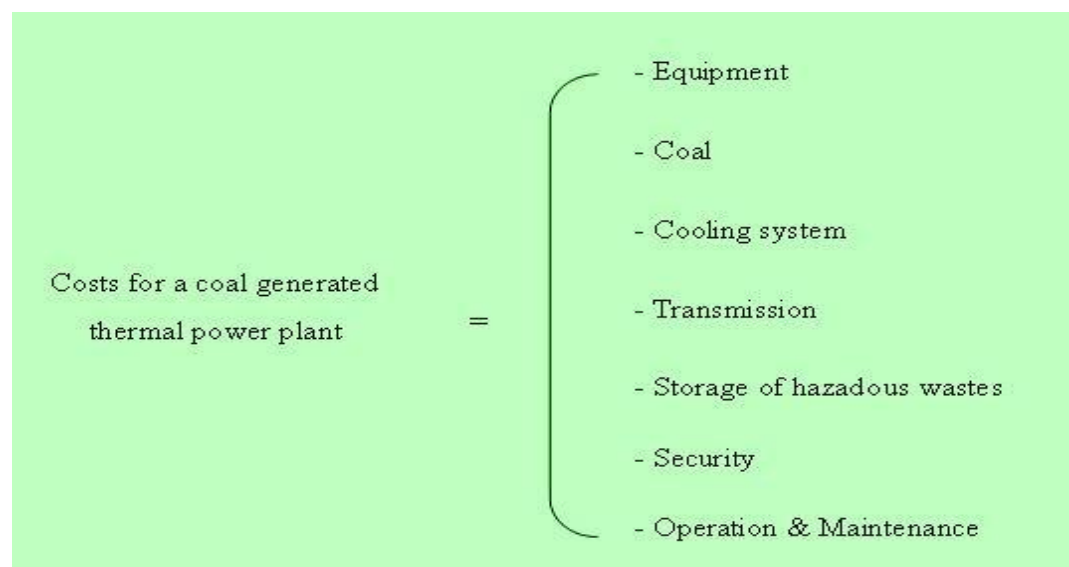 - Equipment
- Coal
- Cooling system
Costs for a coal generated
thermal power plant
=
- Transmission
- Storage of hazadous wastes
- Security
- Operation & Maintenance